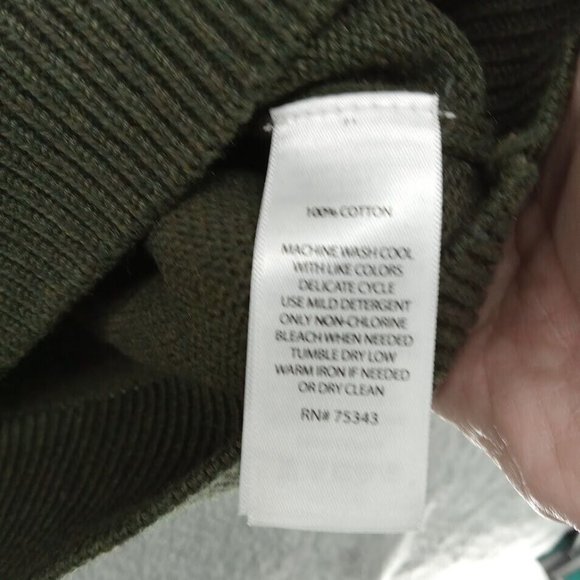 100% COTTON
MACHINE WASH COOL
WITH LIKE COLORS
DELICATE CYCLE
USE MILD DETERGENT
ONLY NON-CHLORINE
BLEACH WHEN NEEDED
TUMBLE DRY LOW
WARM IRON IF NEEDED
OR DRY CLEAN
RN# 75343